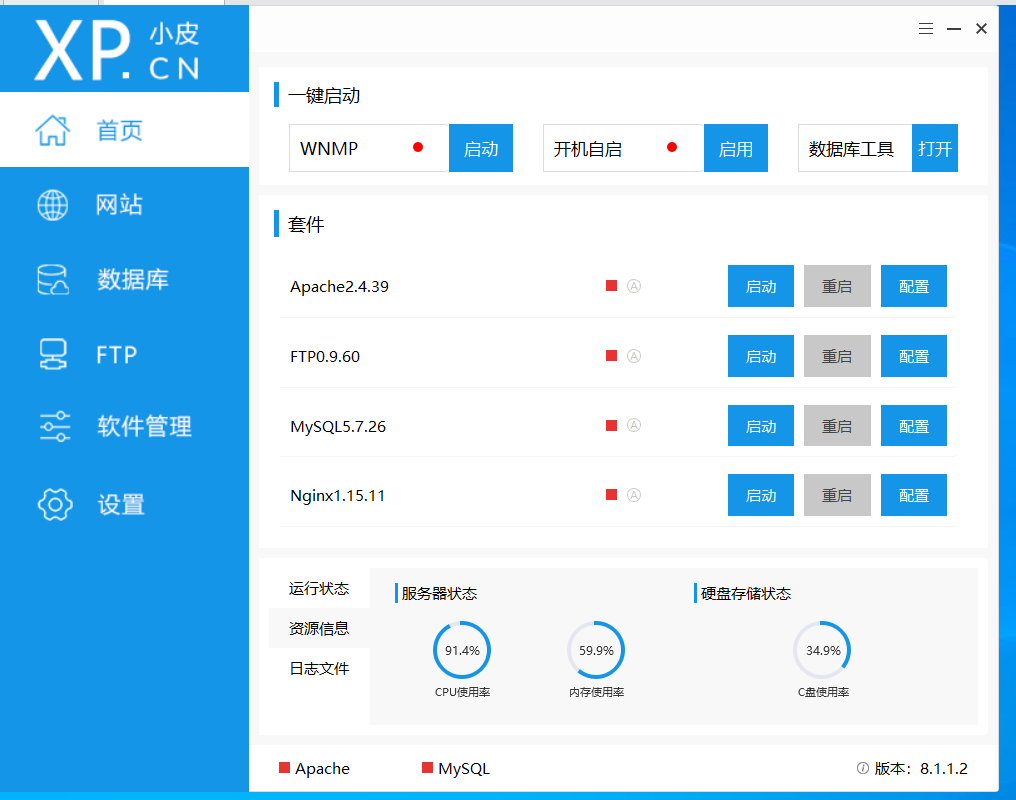 XP. 小皮
CN
首页
网站
数据库
FTP
软件管理
设置
一键启动
WNMP 启动 开机自启 启用 数据库工具 打开
套件
Apache2.4.39 Ⓐ 启动 重启 配置
FTP0.9.60 Ⓐ 启动 重启 配置
MySQL5.7.26 Ⓐ 启动 重启 配置
Nginx1.15.11 Ⓐ 启动 重启 配置
运行状态
资源信息
日志文件
服务器状态 硬盘存储状态
91.4% 59.9% 34.9%
CPU使用率 内存使用率 C盘使用率
Apache MySQL 版本：8.1.1.2